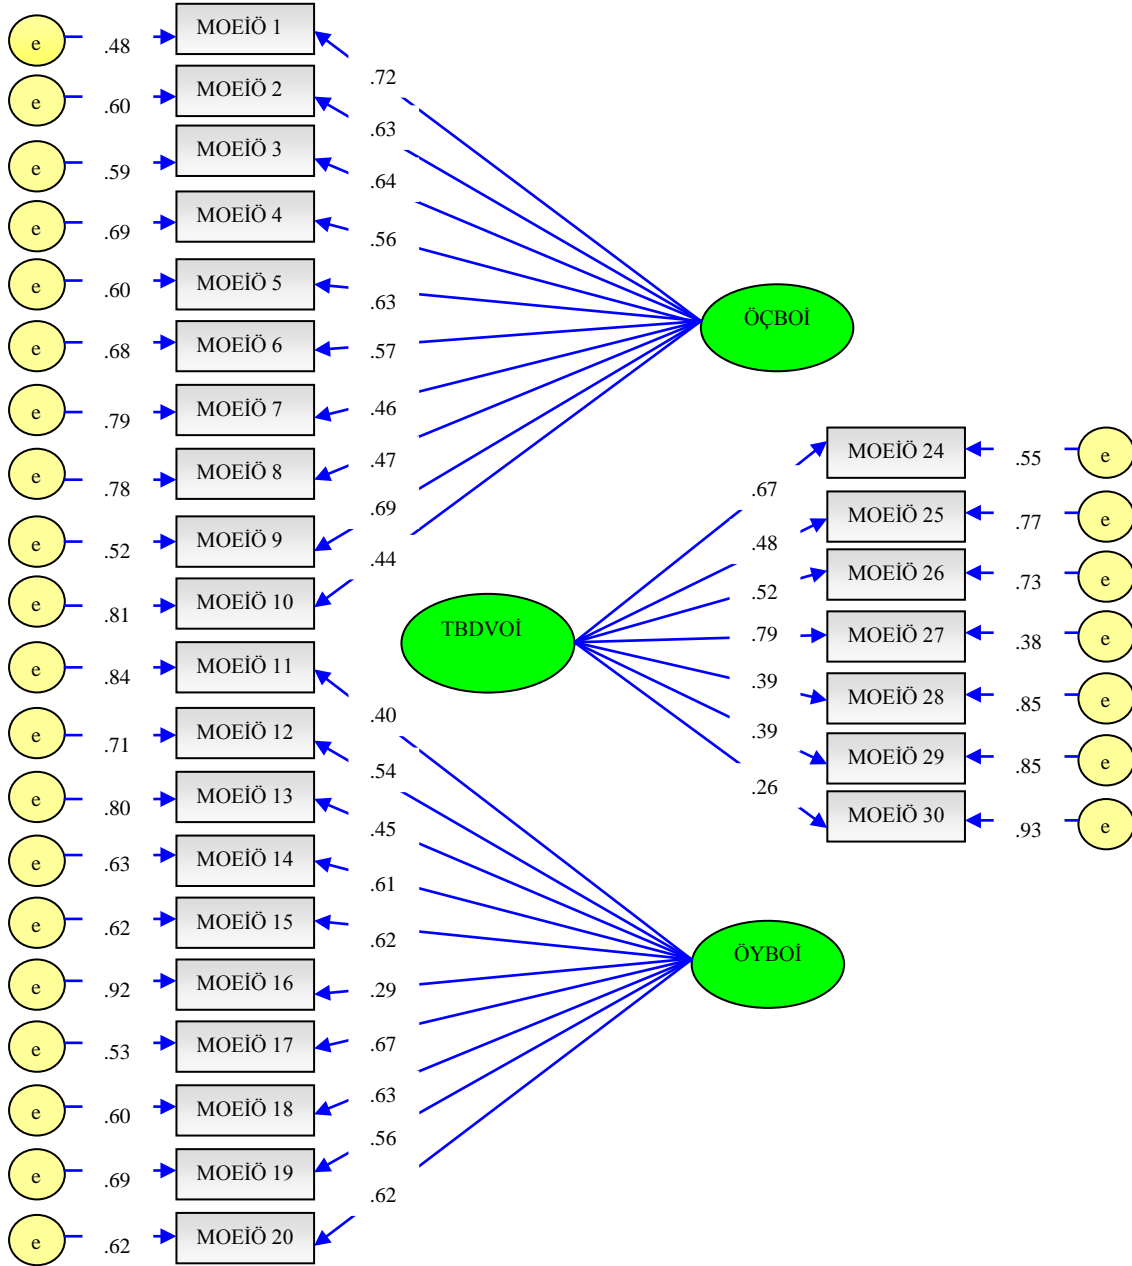 e .48 MOEİÖ 1 .72
e .60 MOEİÖ 2 .63
e .59 MOEİÖ 3 .64
e .69 MOEİÖ 4 .56
e .60 MOEİÖ 5 .63
e .68 MOEİÖ 6 .57
e .79 MOEİÖ 7 .46
e .78 MOEİÖ 8 .47
e .52 MOEİÖ 9 .69
e .81 MOEİÖ 10 .44
ÖÇBOİ
TBDVOİ
.67 MOEİÖ 24 .55 e
.48 MOEİÖ 25 .77 e
.52 MOEİÖ 26 .73 e
.79 MOEİÖ 27 .38 e
.39 MOEİÖ 28 .85 e
.39 MOEİÖ 29 .85 e
.26 MOEİÖ 30 .93 e
e .84 MOEİÖ 11 .40
e .71 MOEİÖ 12 .54
e .80 MOEİÖ 13 .45
e .63 MOEİÖ 14 .61
e .62 MOEİÖ 15 .62
e .92 MOEİÖ 16 .29
e .53 MOEİÖ 17 .67
e .60 MOEİÖ 18 .63
e .69 MOEİÖ 19 .56
e .62 MOEİÖ 20 .62
ÖYBOİ